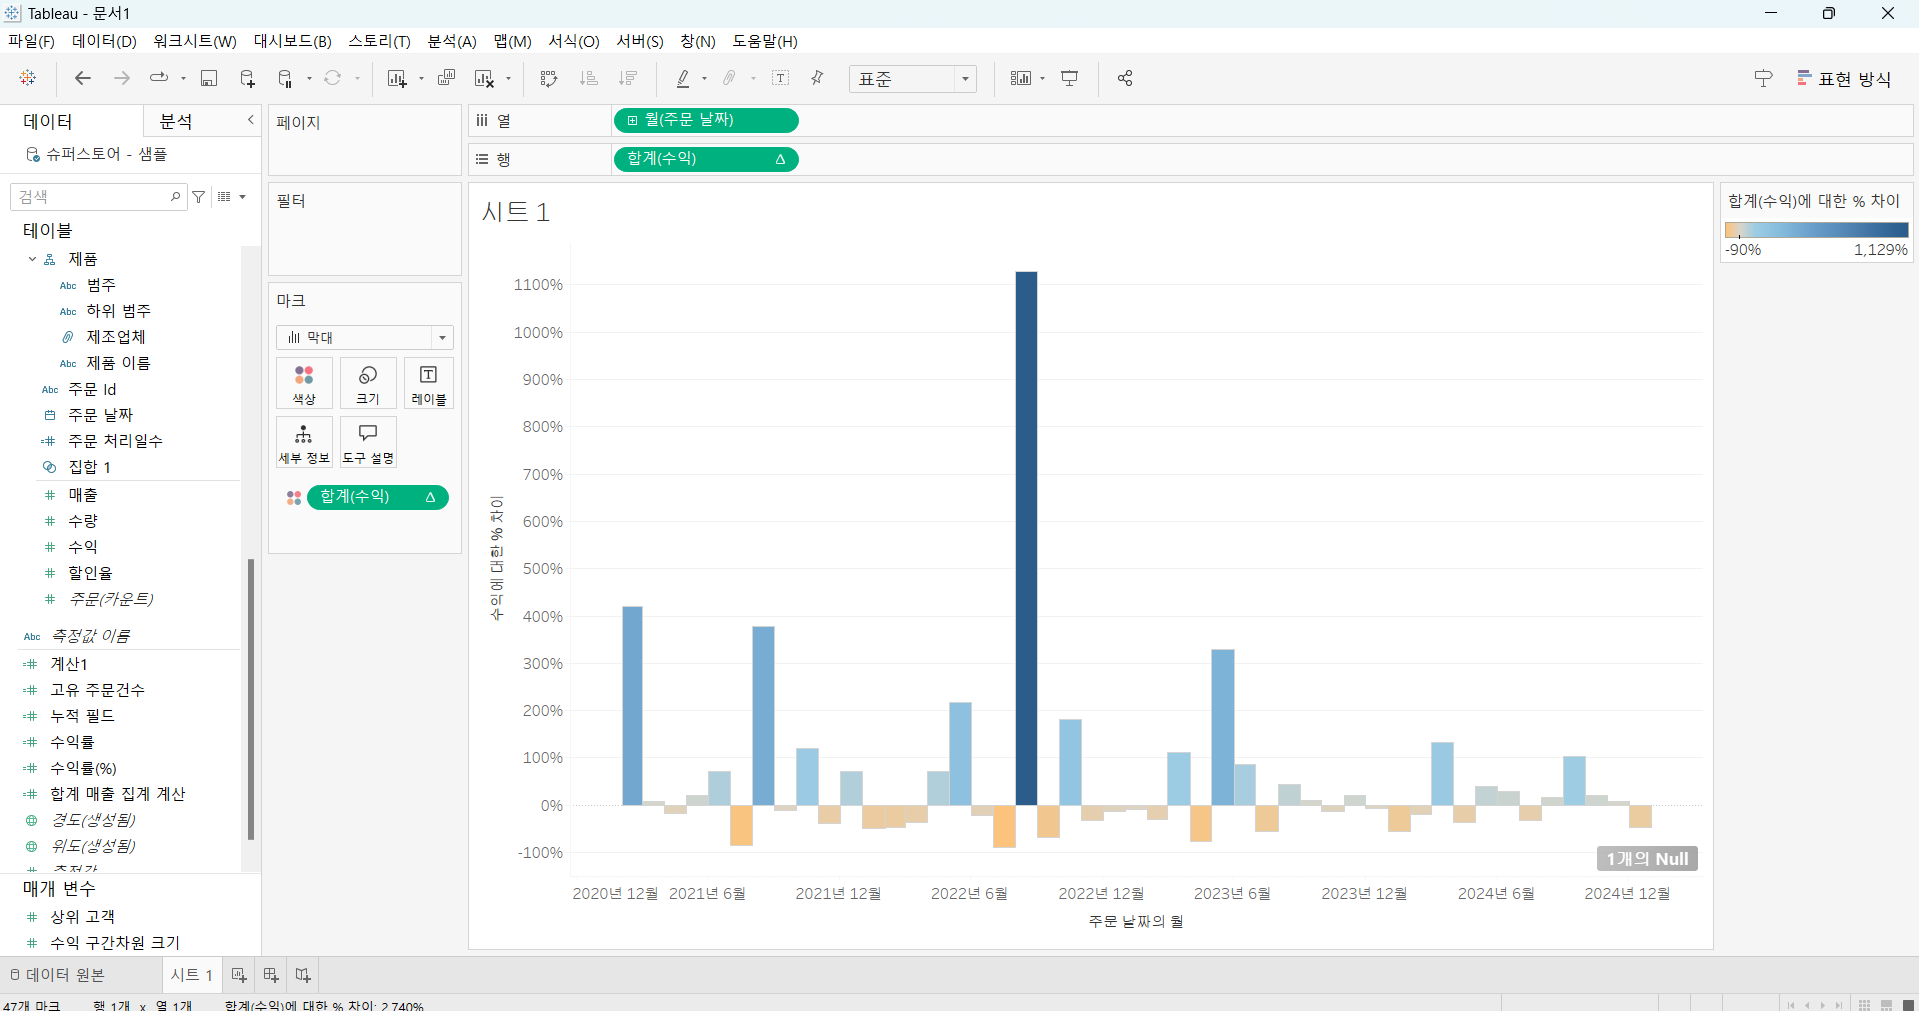 Tableau - 문서1
파일(F) 데이터(D) 워크시트(W) 대시보드(B) 스토리(T) 분석(A) 맵(M) 서식(O) 서버(S) 창(N) 도움말(H)
표준
표현 방식
데이터 분석
슈퍼스토어 - 샘플
검색
테이블
제품
Abc 범주
Abc 하위 범주
제조업체
Abc 제품 이름
Abc 주문 Id
주문 날짜
주문 처리일수
집합 1
매출
수량
수익
할인율
주문(카운트)
Abc 측정값 이름
계산1
고유 주문건수
누적 필드
수익률
수익률(%)
합계 매출 집계 계산
경도(생성됨)
위도(생성됨)
측정값
매개 변수
상위 고객
수익 구간차원 크기
페이지
필터
마크
막대
색상 크기 레이블
세부 정보 도구 설명
합계(수익) Δ
열 월(주문 날짜)
행 합계(수익) Δ
시트 1
수익에 대한 % 차이
1100%
1000%
900%
800%
700%
600%
500%
400%
300%
200%
100%
0%
-100%
1개의 Null
2020년 12월 2021년 6월 2021년 12월 2022년 6월 2022년 12월 2023년 6월 2023년 12월 2024년 6월 2024년 12월
주문 날짜의 월
합계(수익)에 대한 % 차이
-90% 1,129%
데이터 원본 시트 1
47개 마크 행 1개 x 열 1개 합계(수익)에 대한 % 차이: 2,740%